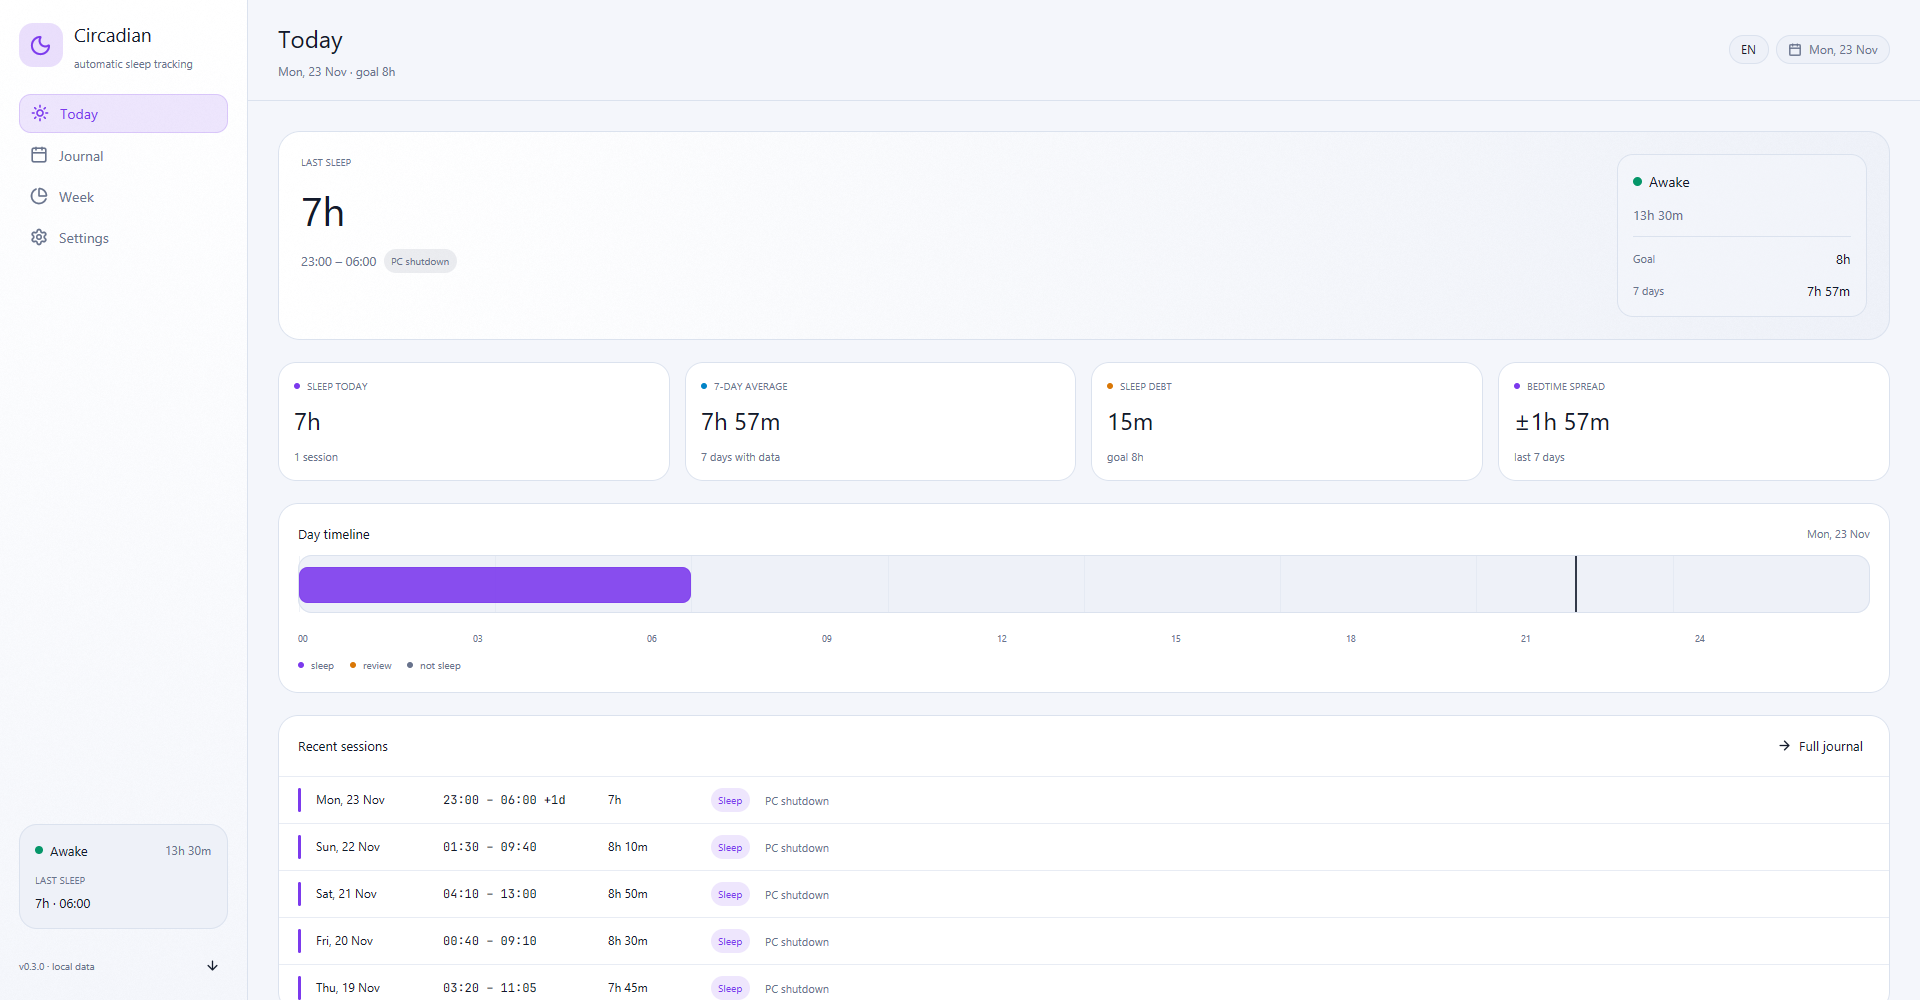 Circadian
automatic sleep tracking
Today
Journal
Week
Settings
Awake 13h 30m
LAST SLEEP
7h · 06:00
v0.3.0 · local data
Today
Mon, 23 Nov · goal 8h
EN
Mon, 23 Nov
LAST SLEEP
7h
23:00 – 06:00 PC shutdown
Awake
13h 30m
Goal 8h
7 days 7h 57m
SLEEP TODAY
7h
1 session
7-DAY AVERAGE
7h 57m
7 days with data
SLEEP DEBT
15m
goal 8h
BEDTIME SPREAD
±1h 57m
last 7 days
Day timeline Mon, 23 Nov
00 03 06 09 12 15 18 21 24
sleep review not sleep
Recent sessions Full journal
Mon, 23 Nov 23:00 – 06:00 +1d 7h Sleep PC shutdown
Sun, 22 Nov 01:30 – 09:40 8h 10m Sleep PC shutdown
Sat, 21 Nov 04:10 – 13:00 8h 50m Sleep PC shutdown
Fri, 20 Nov 00:40 – 09:10 8h 30m Sleep PC shutdown
Thu, 19 Nov 03:20 – 11:05 7h 45m Sleep PC shutdown